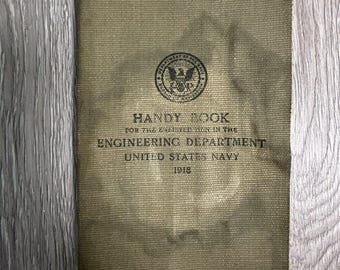 HANDY BOOK
FOR THE ENLISTED MEN IN THE
ENGINEERING DEPARTMENT
UNITED STATES NAVY
1918